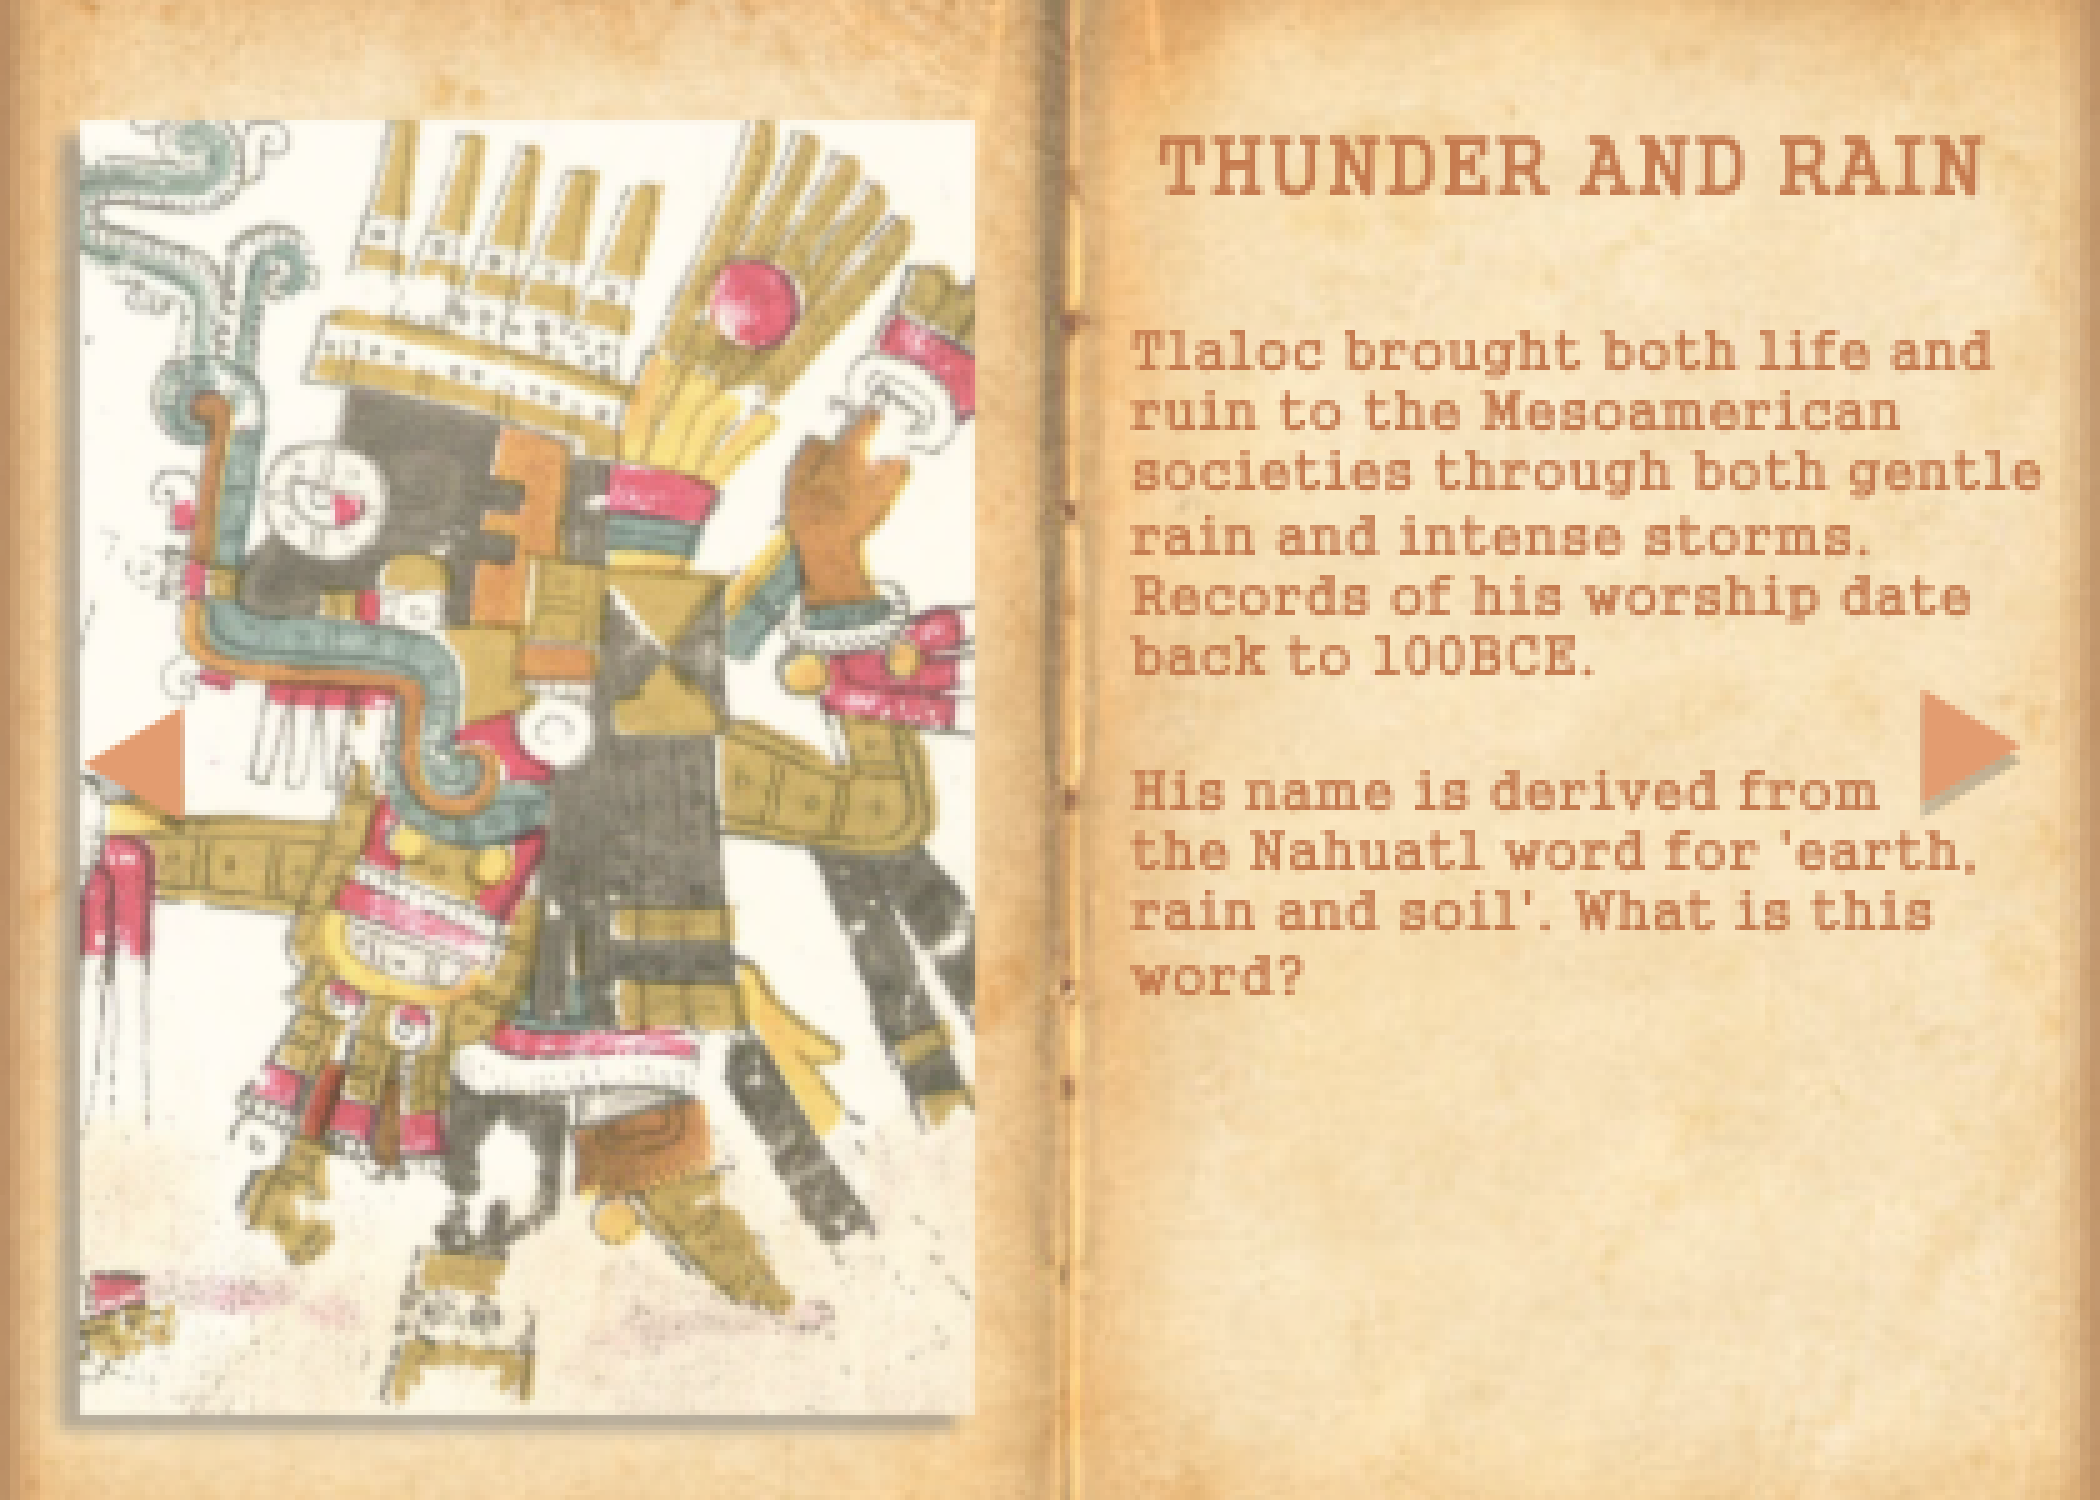 THUNDER AND RAIN
Tlaloc brought both life and
ruin to the Mesoamerican
societies through both gentle
rain and intense storms.
Records of his worship date
back to 100BCE.
His name is derived from
the Nahuatl word for 'earth,
rain and soil'. What is this
word?